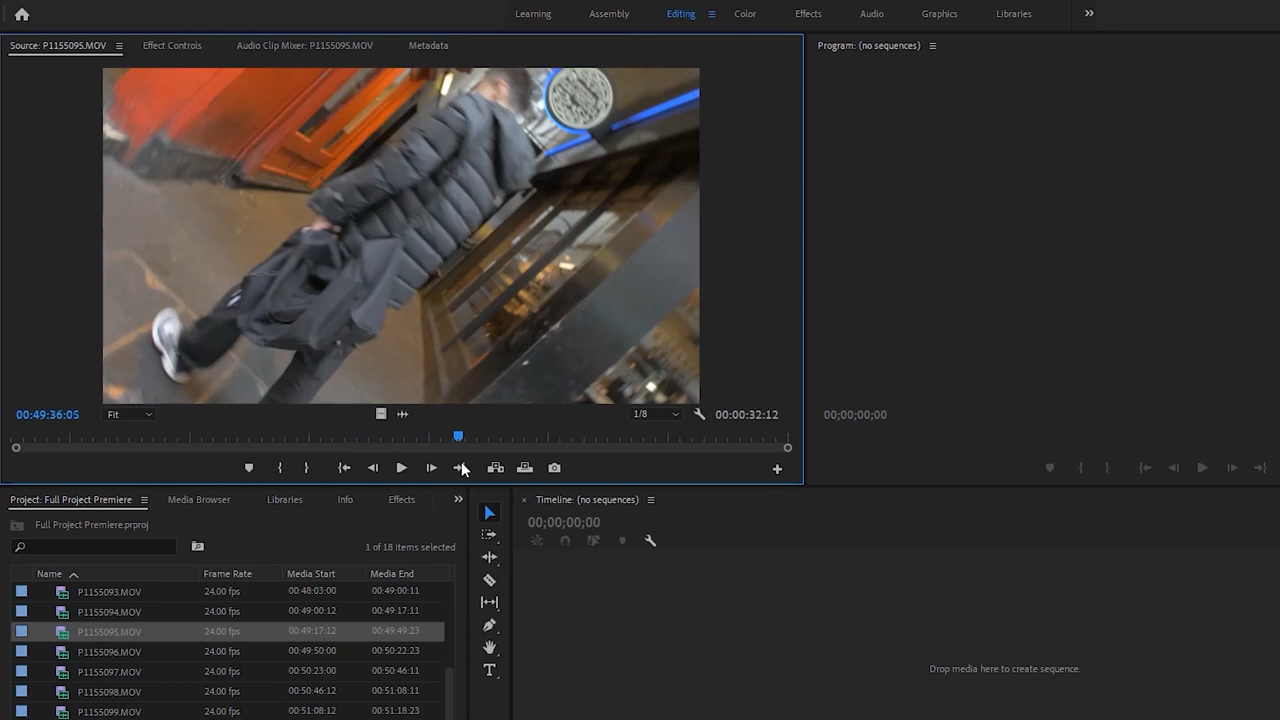 Learning Assembly Editing Color Effects Audio Graphics Libraries
Source: P1155095.MOV Effect Controls Audio Clip Mixer: P1155095.MOV Metadata
Program: (no sequences)
00:49:36:05 Fit 1/8 00:00:32:12
00;00;00;00
Project: Full Project Premiere Media Browser Libraries Info Effects
Full Project Premiere.prproj
1 of 18 Items selected
Name Frame Rate Media Start Media End
P1155093.MOV 24.00 fps 00:48:03:00 00:49:00:11
P1155094.MOV 24.00 fps 00:49:00:12 00:49:17:11
P1155095.MOV 24.00 fps 00:49:17:12 00:49:49:23
P1155096.MOV 24.00 fps 00:49:50:00 00:50:22:23
P1155097.MOV 24.00 fps 00:50:23:00 00:50:46:11
P1155098.MOV 24.00 fps 00:50:46:12 00:51:08:11
P1155099.MOV 24.00 fps 00:51:08:12 00:51:18:23
Timeline: (no sequences)
00;00;00;00
Drop media here to create sequence.